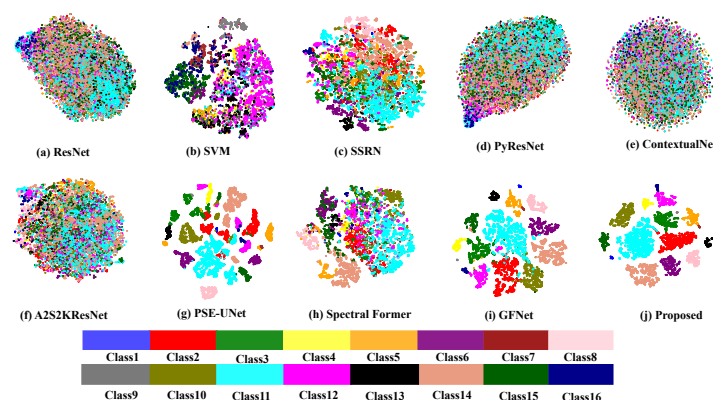 (a) ResNet
(b) SVM
(c) SSRN
(d) PyResNet
(e) ContextualNe
(f) A2S2KResNet
(g) PSE-UNet
(h) Spectral Former
(i) GFNet
(j) Proposed
Class1 Class2 Class3 Class4 Class5 Class6 Class7 Class8
Class9 Class10 Class11 Class12 Class13 Class14 Class15 Class16